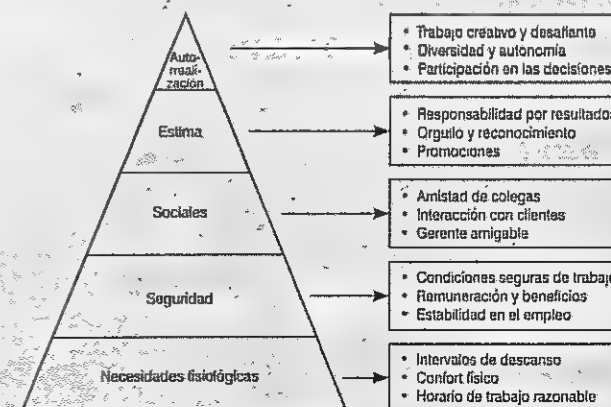 Auto-
rreali-
zación
• Trabajo creativo y desafiante
• Diversidad y autonomía
• Participación en las decisiones
Estima
• Responsabilidad por resultados
• Orgullo y reconocimiento
• Promociones
Sociales
• Amistad de colegas
• Interacción con clientes
• Gerente amigable
Seguridad
• Condiciones seguras de trabajo
• Remuneración y beneficios
• Estabilidad en el empleo
Necesidades fisiológicas
• Intervalos de descanso
• Confort físico
• Horario de trabajo razonable